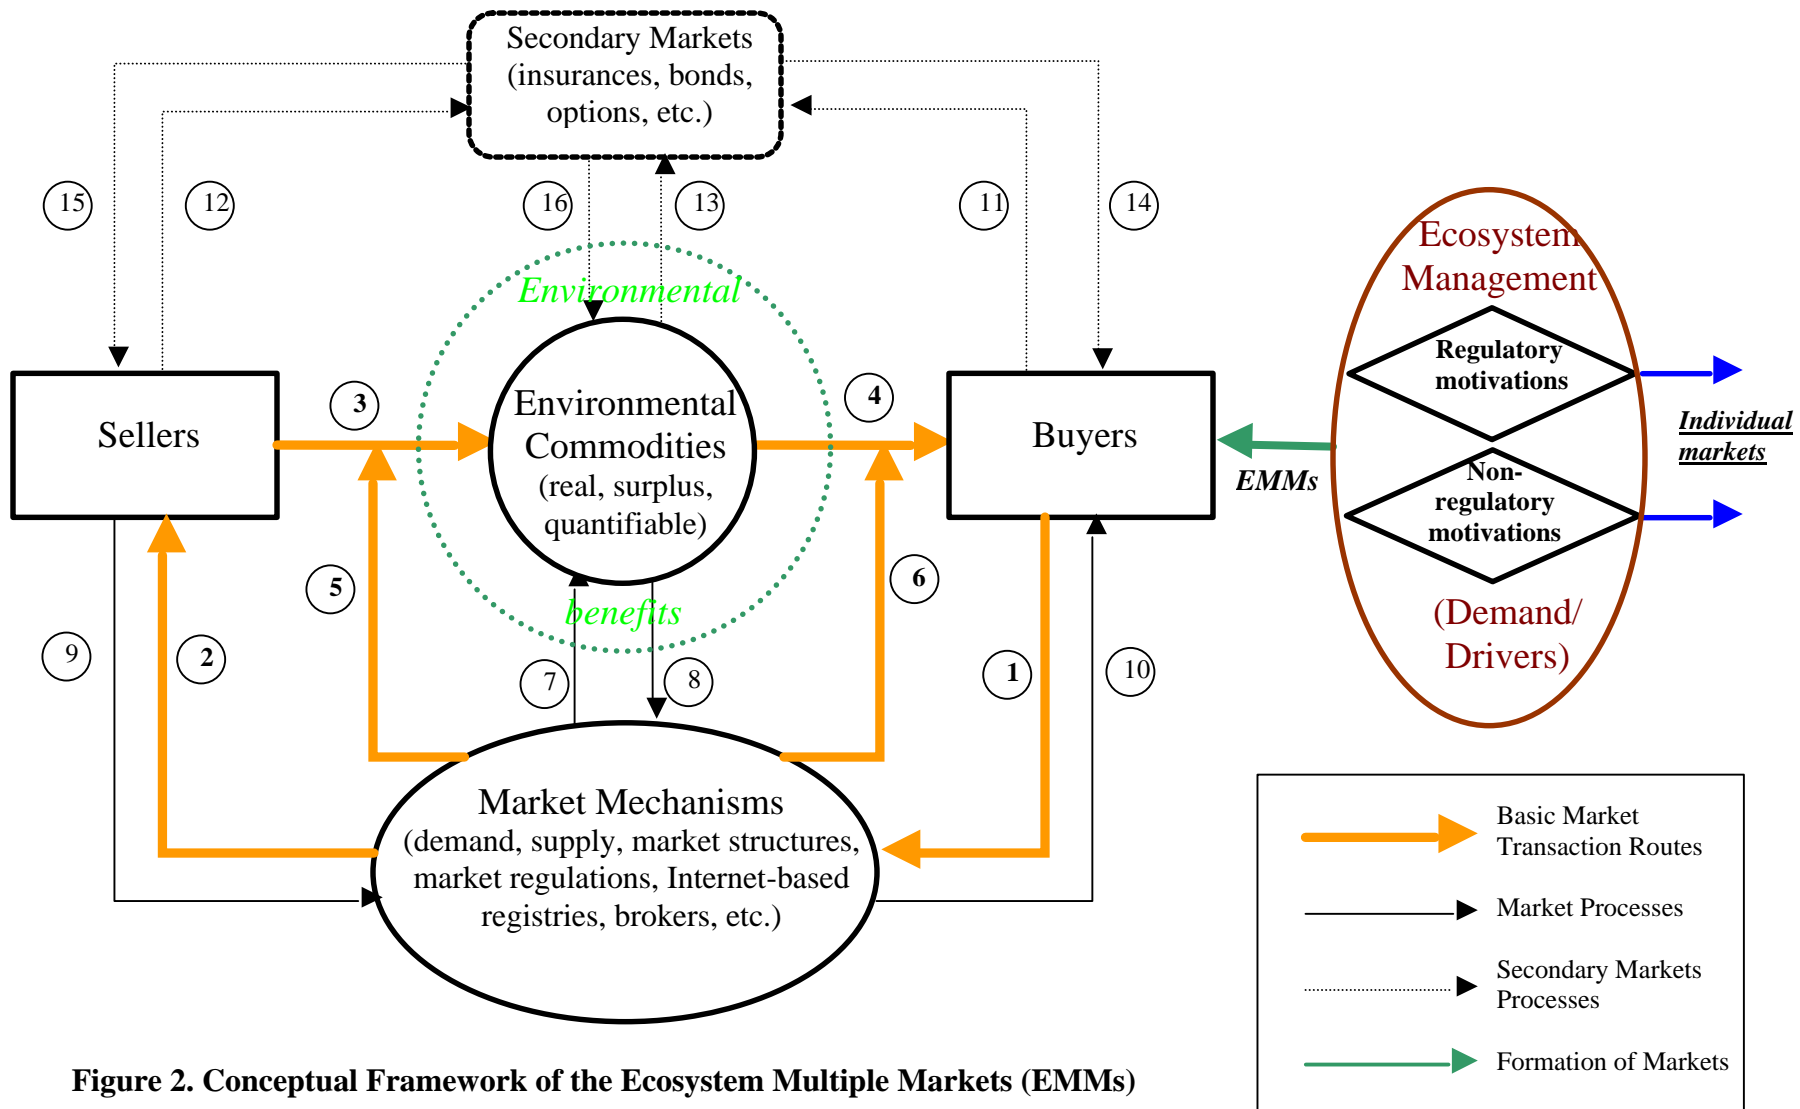 Secondary Markets
(insurances, bonds,
options, etc.)
15
12
16
13
11
14
Environmental
benefits
Ecosystem
Management
Regulatory
motivations
Non-
regulatory
motivations
(Demand/
Drivers)
Individual
markets
EMMs
Sellers
3
Environmental
Commodities
(real, surplus,
quantifiable)
4
Buyers
5
6
9
2
7
8
1
10
Market Mechanisms
(demand, supply, market structures,
market regulations, Internet-based
registries, brokers, etc.)
Basic Market
Transaction Routes
Market Processes
Secondary Markets
Processes
Formation of Markets
Figure 2. Conceptual Framework of the Ecosystem Multiple Markets (EMMs)